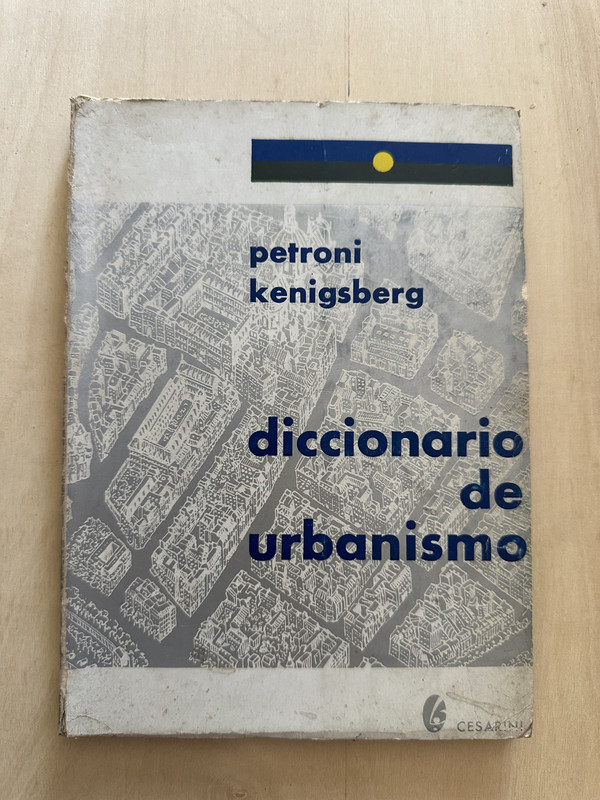 petroni
kenigsberg
diccionario
de
urbanismo
CESARINI